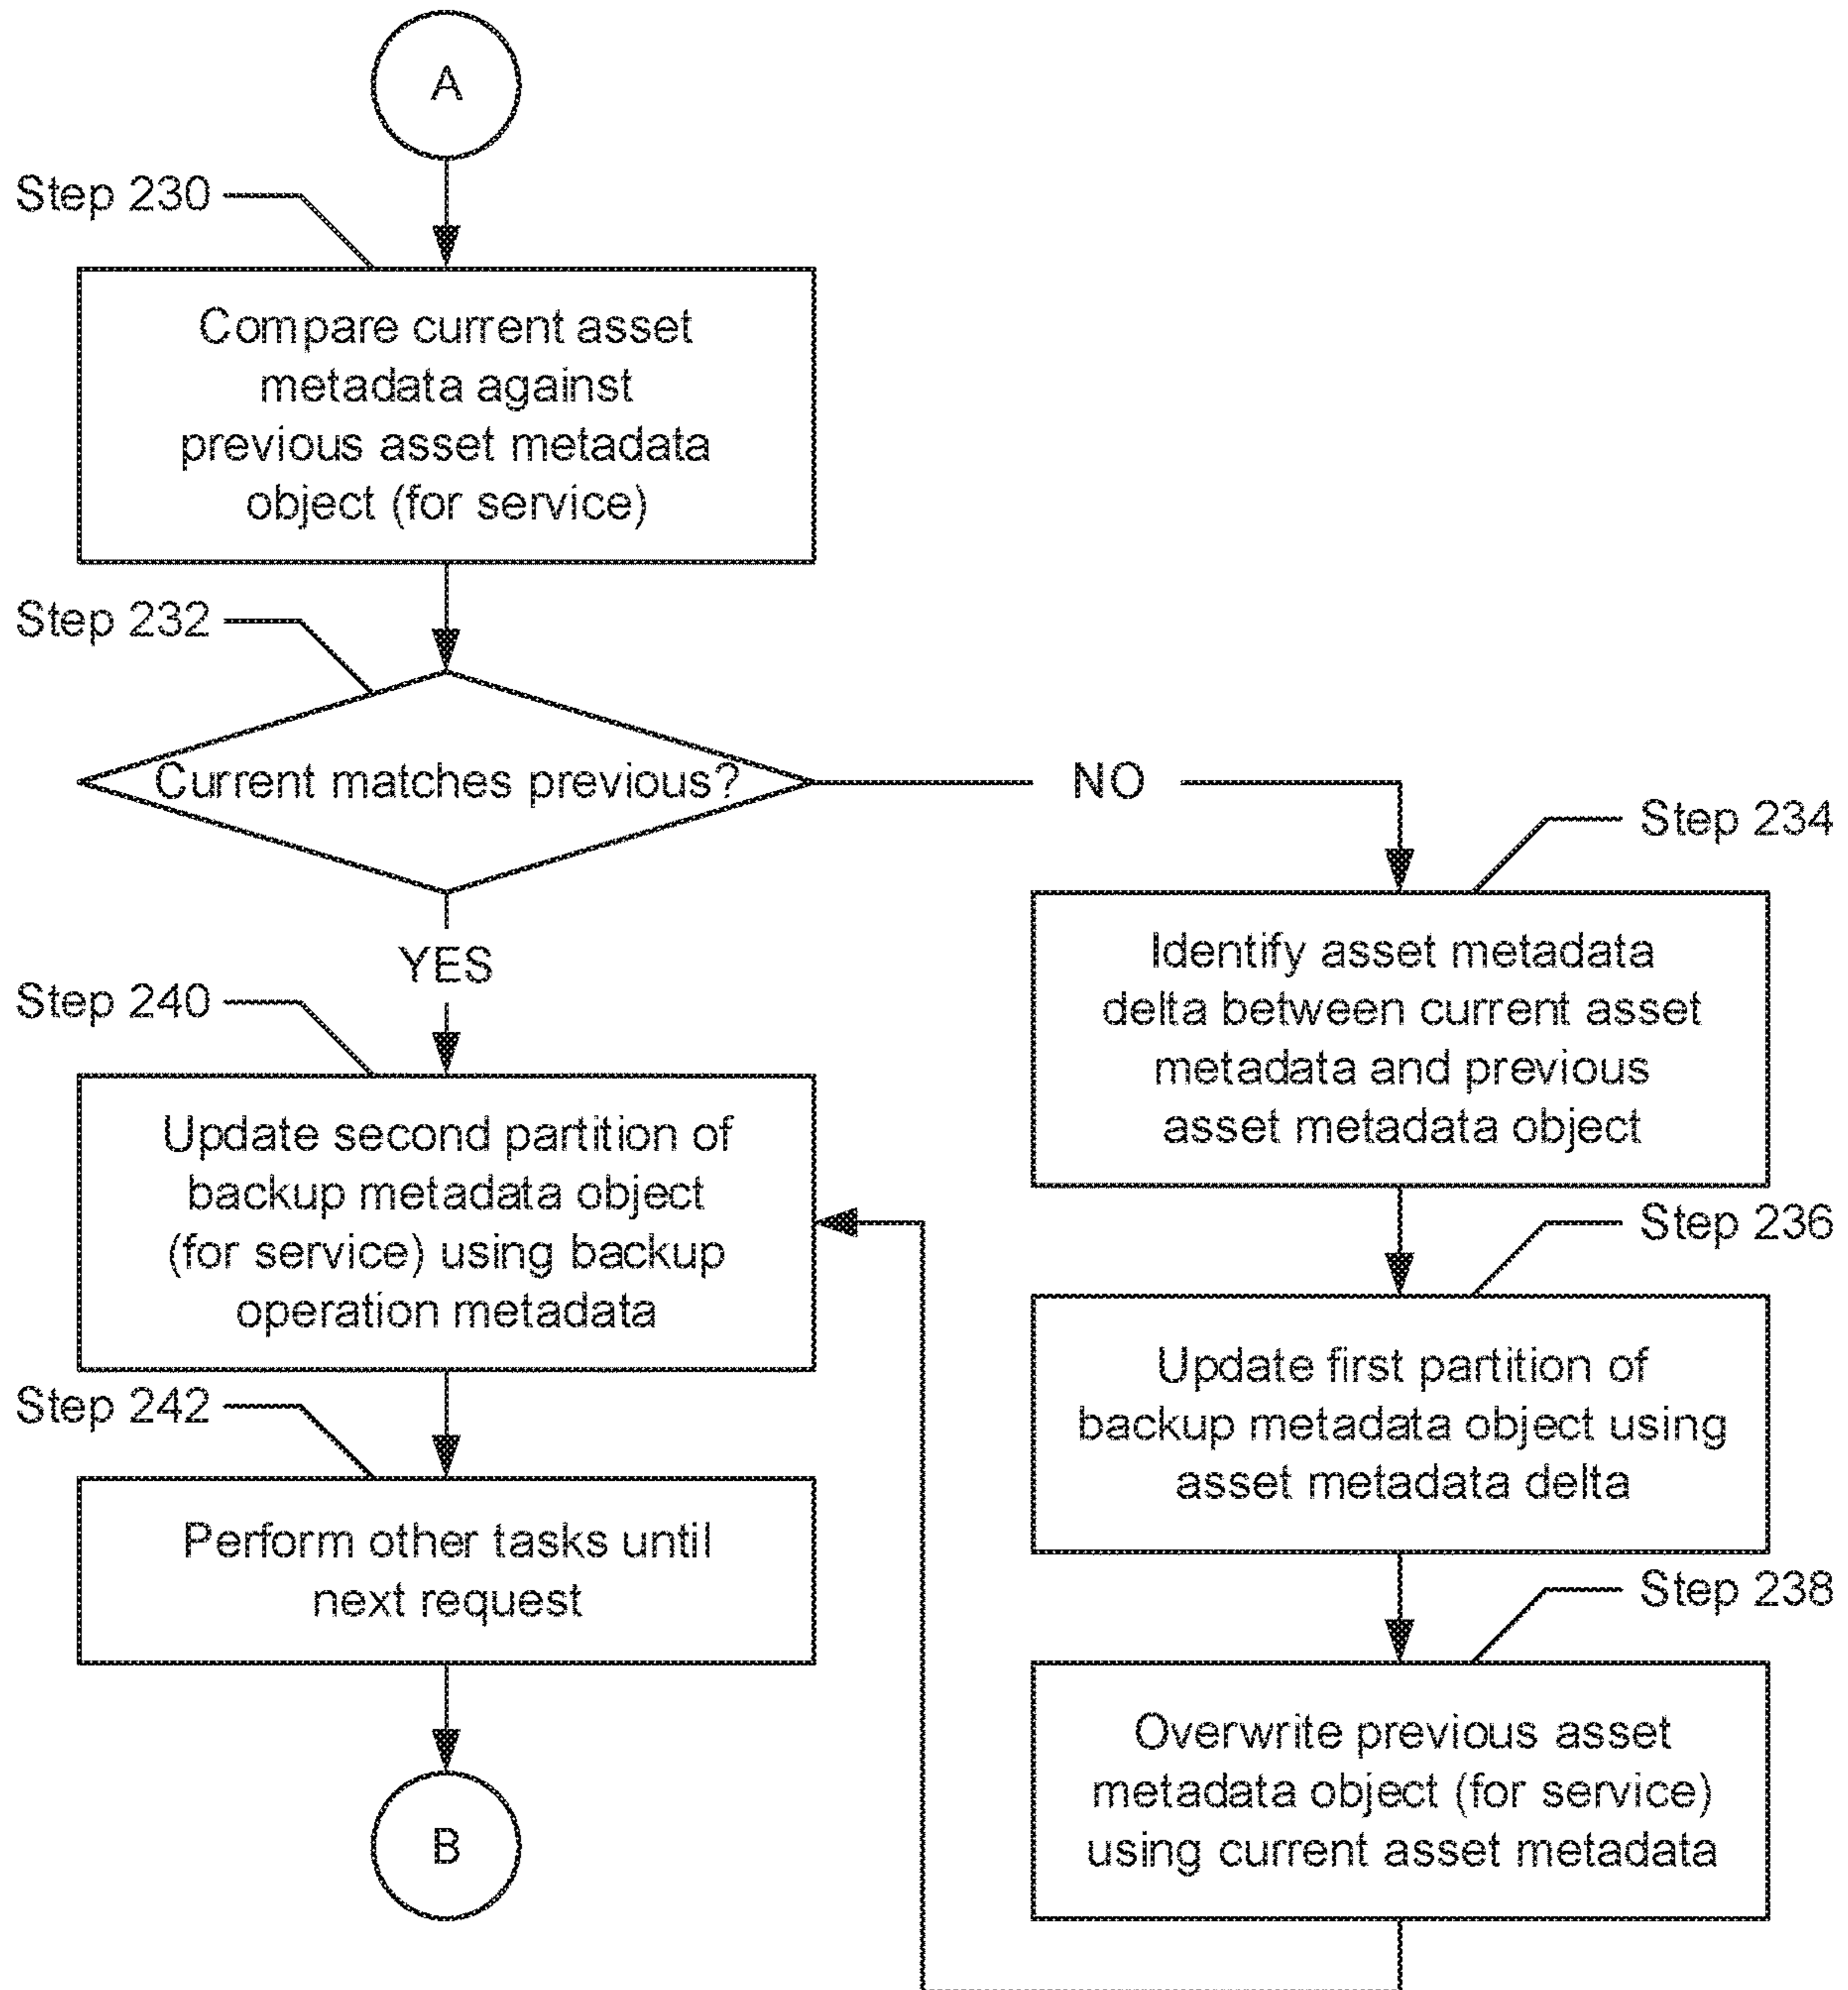 A
Step 230
Compare current asset
metadata against
previous asset metadata
object (for service)
Step 232
Current matches previous?
NO
YES
Step 234
Identify asset metadata
delta between current asset
metadata and previous
asset metadata object
Step 236
Update first partition of
backup metadata object using
asset metadata delta
Step 238
Overwrite previous asset
metadata object (for service)
using current asset metadata
Step 240
Update second partition of
backup metadata object
(for service) using backup
operation metadata
Step 242
Perform other tasks until
next request
B